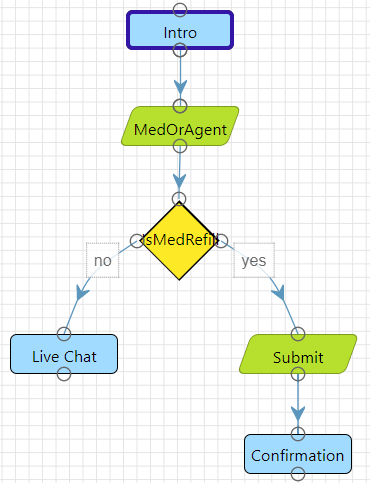 Intro
MedOrAgent
IsMedRefill
no
yes
Live Chat
Submit
Confirmation